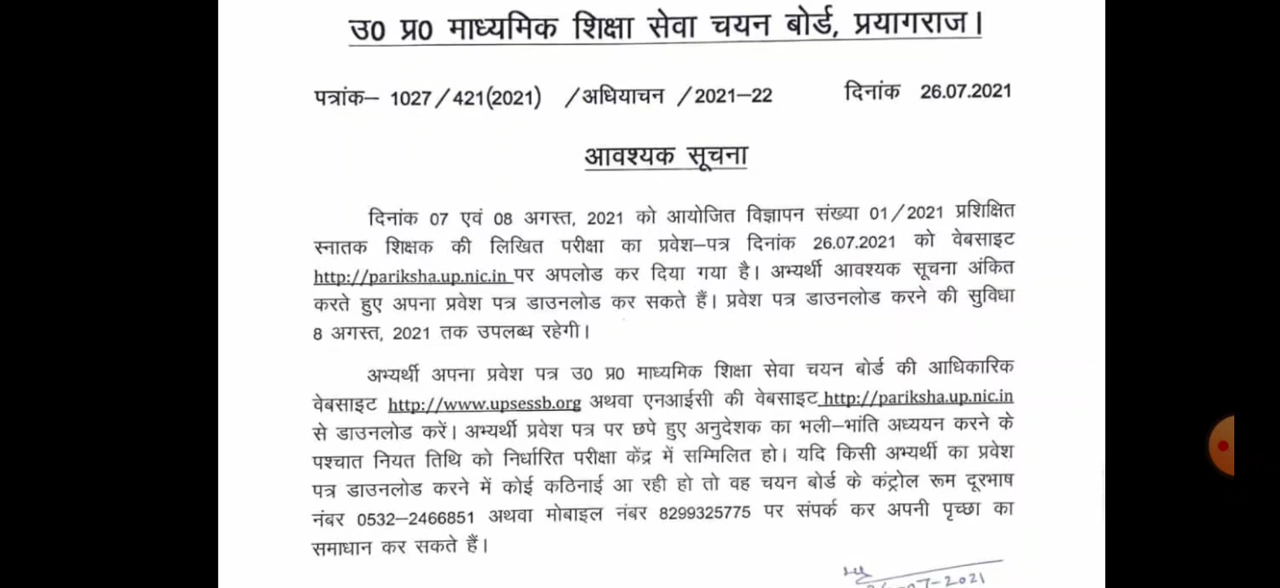 उ0 प्र0 माध्यमिक शिक्षा सेवा चयन बोर्ड, प्रयागराज।
पत्रांक– 1027/421(2021) /अधियाचन /2021–22 दिनांक 26.07.2021
आवश्यक सूचना
दिनांक 07 एवं 08 अगस्त, 2021 को आयोजित विज्ञापन संख्या 01/2021 प्रशिक्षित
स्नातक शिक्षक की लिखित परीक्षा का प्रवेश–पत्र दिनांक 26.07.2021 को वेबसाइट
http://pariksha.up.nic.in पर अपलोड कर दिया गया है। अभ्यर्थी आवश्यक सूचना अंकित
करते हुए अपना प्रवेश पत्र डाउनलोड कर सकते हैं। प्रवेश पत्र डाउनलोड करने की सुविधा
8 अगस्त, 2021 तक उपलब्ध रहेगी।
अभ्यर्थी अपना प्रवेश पत्र उ0 प्र0 माध्यमिक शिक्षा सेवा चयन बोर्ड की आधिकारिक
वेबसाइट http://www.upsessb.org अथवा एनआईसी की वेबसाइट http://pariksha.up.nic.in
से डाउनलोड करें। अभ्यर्थी प्रवेश पत्र पर छपे हुए अनुदेशक का भली–भांति अध्ययन करने के
पश्चात नियत तिथि को निर्धारित परीक्षा केंद्र में सम्मिलित हो। यदि किसी अभ्यर्थी का प्रवेश
पत्र डाउनलोड करने में कोई कठिनाई आ रही हो तो वह चयन बोर्ड के कंट्रोल रूम दूरभाष
नंबर 0532–2466851 अथवा मोबाइल नंबर 8299325775 पर संपर्क कर अपनी पृच्छा का
समाधान कर सकते हैं।